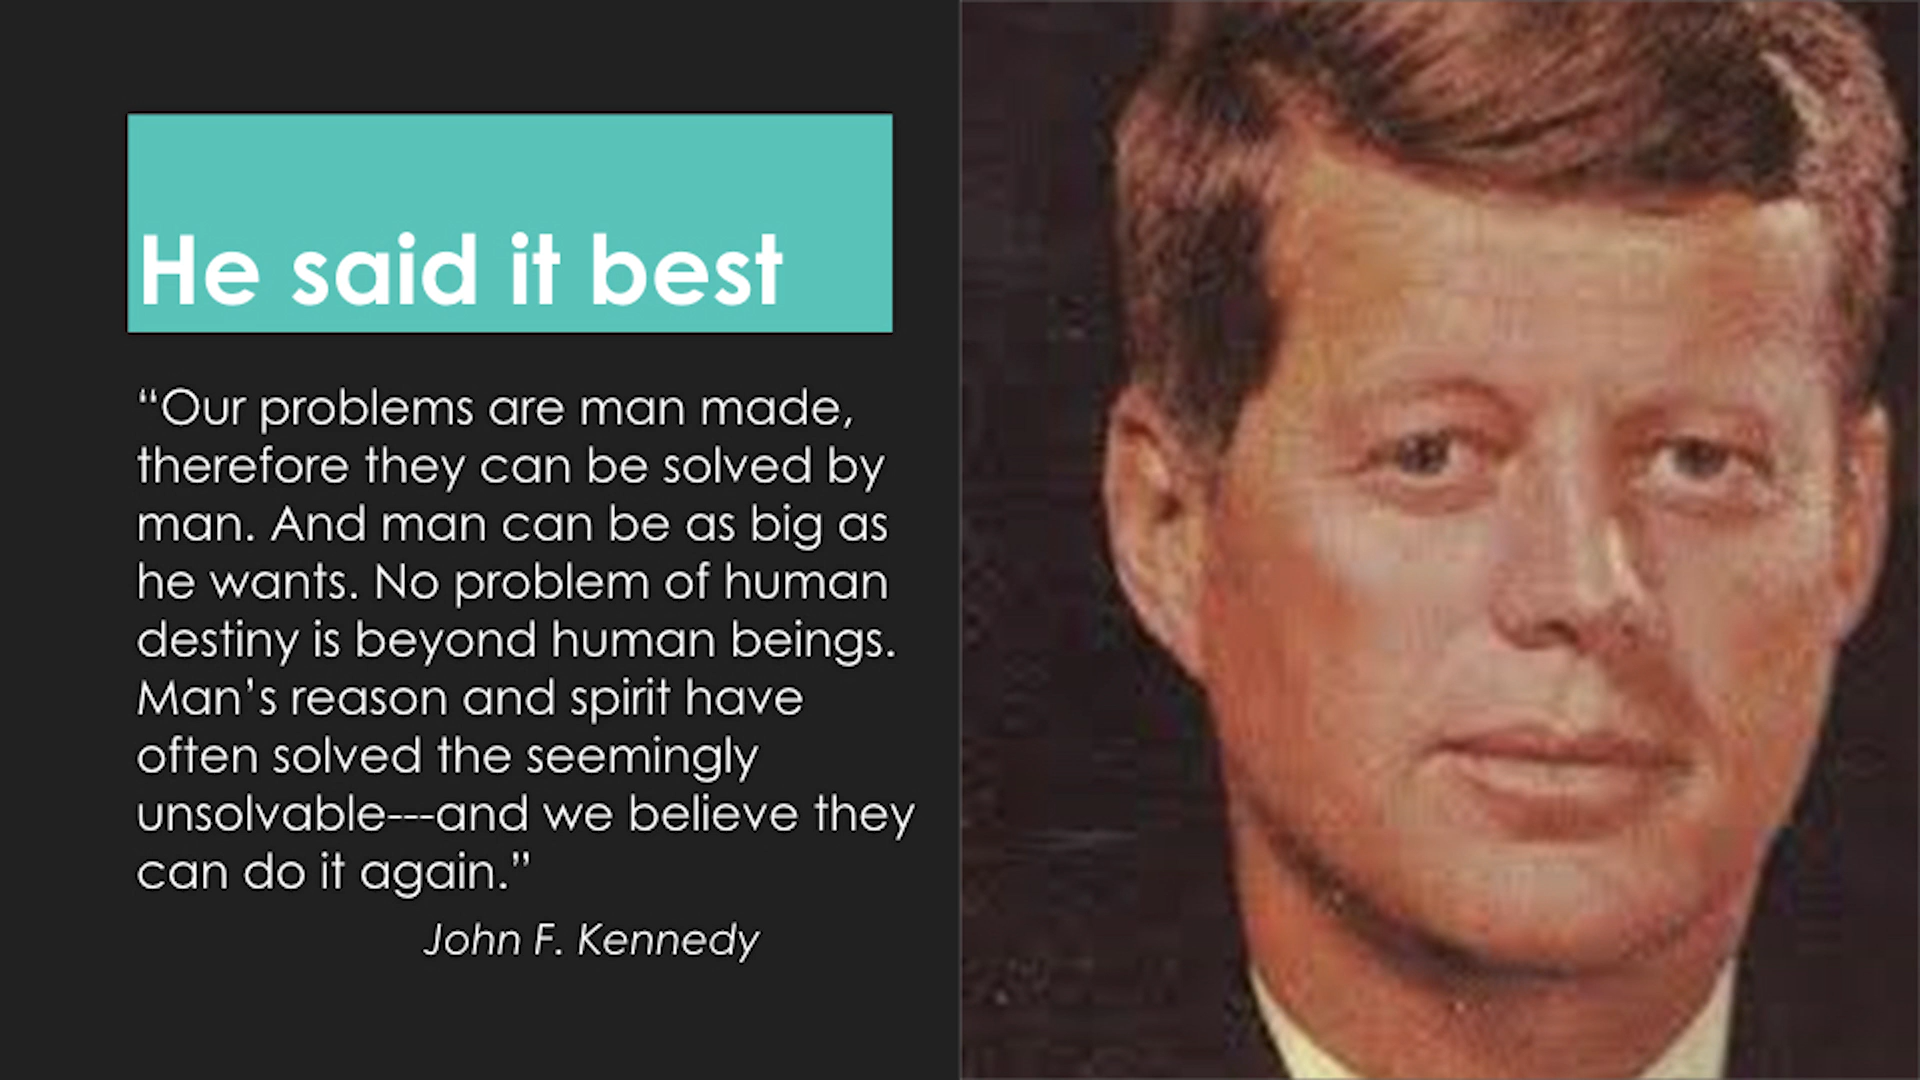 He said it best
“Our problems are man made,
therefore they can be solved by
man. And man can be as big as
he wants. No problem of human
destiny is beyond human beings.
Man’s reason and spirit have
often solved the seemingly
unsolvable---and we believe they
can do it again.”
John F. Kennedy